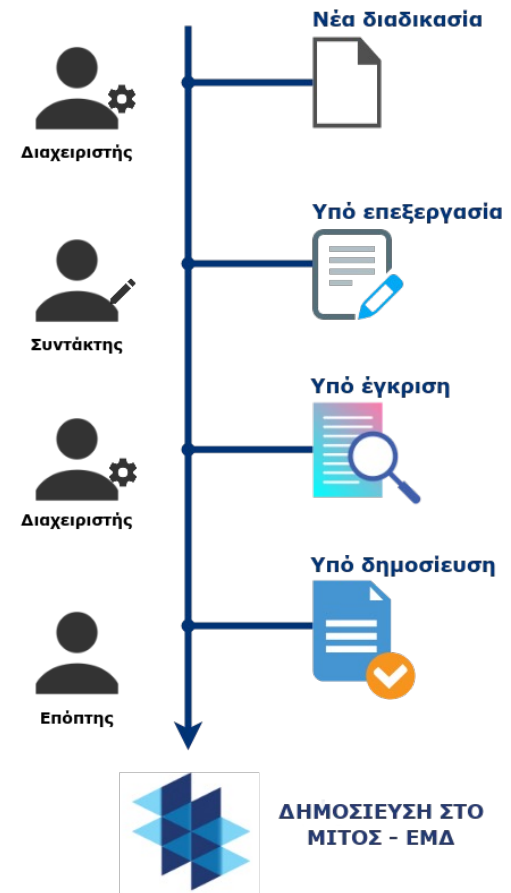 Νέα διαδικασία
Διαχειριστής
Υπό επεξεργασία
Συντάκτης
Υπό έγκριση
Διαχειριστής
Υπό δημοσίευση
Επόπτης
ΔΗΜΟΣΙΕΥΣΗ ΣΤΟ
ΜΙΤΟΣ – ΕΜΔ